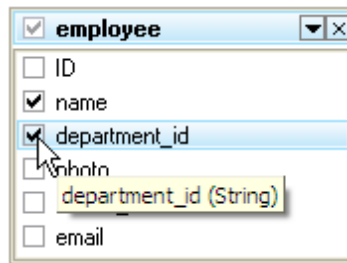 employee
ID
name
department_id
photo
department_id (String)
email